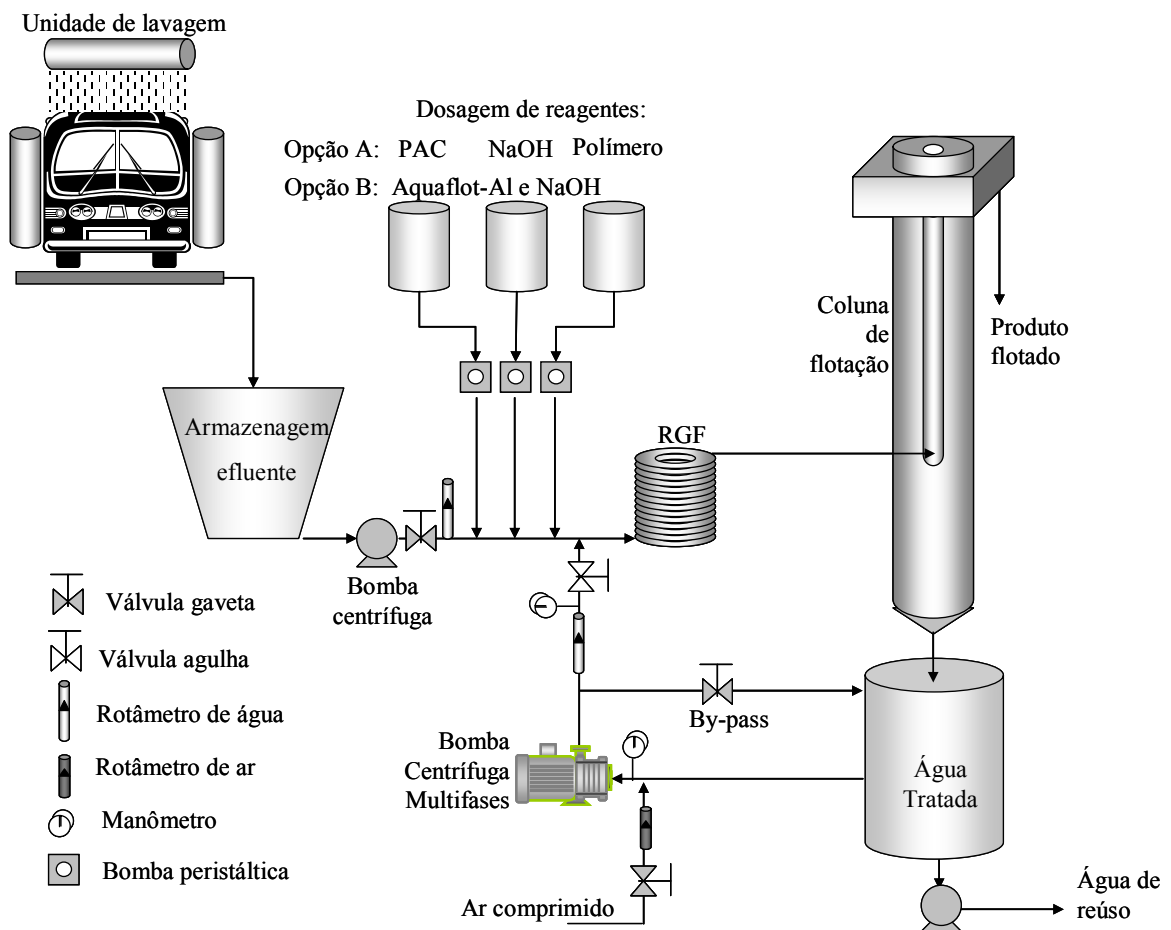 Unidade de lavagem
Dosagem de reagentes:
Opção A: PAC NaOH Polímero
Opção B: Aquaflot-Al e NaOH
Coluna
de
flotação
Produto
flotado
Armazenagem
efluente
RGF
Bomba
centrífuga
Válvula gaveta
Válvula agulha
Rotâmetro de água
Rotâmetro de ar
Manômetro
Bomba peristáltica
By-pass
Bomba
Centrífuga
Multifases
Água
Tratada
Ar comprimido
Água de
reúso